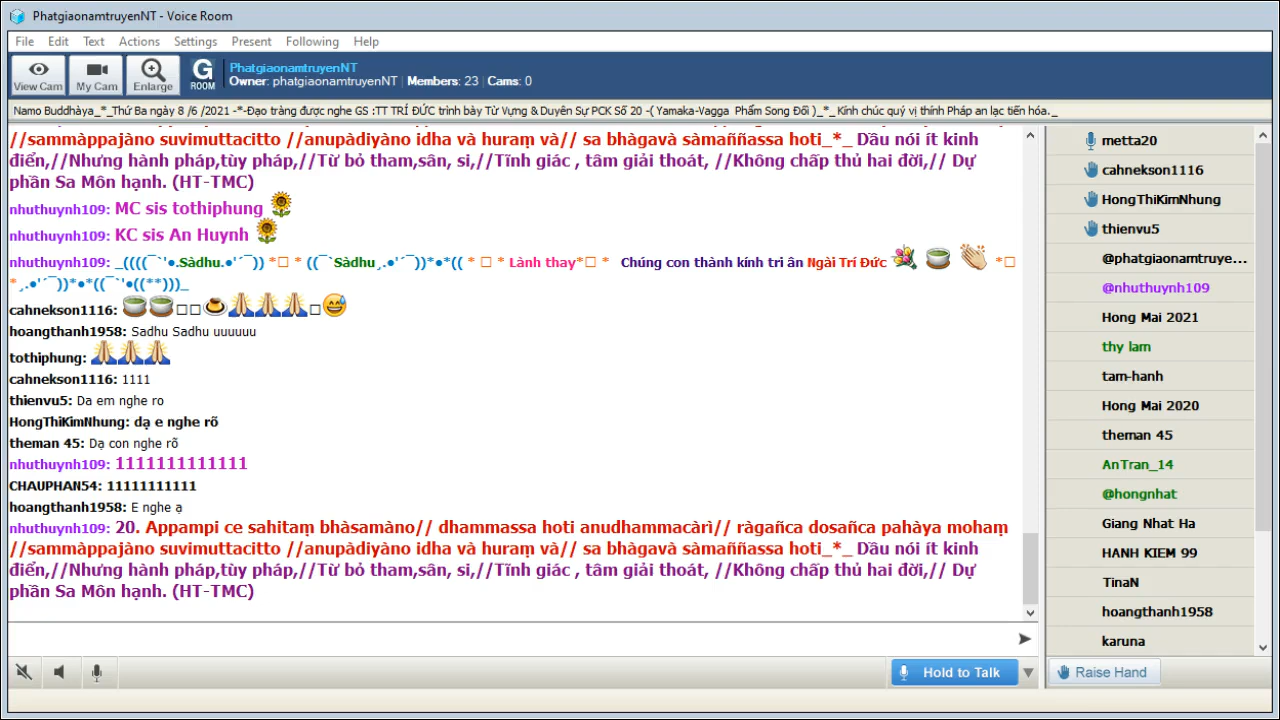 PhatgiaonamtruyenNT - Voice Room
File Edit Text Actions Settings Present Following Help
View Cam My Cam Enlarge G ROOM
PhatgiaonamtruyenNT
Owner: phatgiaonamtruyenNT Members: 23 Cams: 0
Namo Buddhàya_*_Thứ Ba ngày 8 /6 /2021 -*-Đạo tràng được nghe GS :TT TRÍ ĐỨC trình bày Từ Vựng & Duyên Sự PCK Số 20 -( Yamaka-Vagga Phẩm Song Đối )_*_ Kính chúc quý vị thính Pháp an lạc tiến hóa._
//sammàppajàno suvimuttacitto //anupàdiyàno idha và huraṃ và// sa bhàgavà sàmaññassa hoti_*_ Dầu nói ít kinh
điển,//Nhưng hành pháp,tùy pháp,//Từ bỏ tham,sân, si,//Tĩnh giác , tâm giải thoát, //Không chấp thủ hai đời,// Dự
phần Sa Môn hạnh. (HT-TMC)
nhuthuynh109: MC sis tothiphung
nhuthuynh109: KC sis An Huynh
nhuthuynh109: _((((¯`'●.Sàdhu.●'´¯)) *□ * ((¯`Sàdhu¸.●'´¯))*●*(( * □ * Lành thay*□ * Chúng con thành kính tri ân Ngài Trí Đức *□
*¸.●'´¯))*●*((¯`'●((**)))_
cahnekson1116:
hoangthanh1958: Sadhu Sadhu uuuuuu
tothiphung:
cahnekson1116: 1111
thienvu5: Da em nghe ro
HongThiKimNhung: dạ e nghe rõ
theman 45: Dạ con nghe rõ
nhuthuynh109: 1111111111111
CHAUPHAN54: 11111111111
hoangthanh1958: E nghe ạ
nhuthuynh109: 20. Appampi ce sahitaṃ bhàsamàno// dhammassa hoti anudhammacàrì// ràgañca dosañca pahàya mohaṃ
//sammàppajàno suvimuttacitto //anupàdiyàno idha và huraṃ và// sa bhàgavà sàmaññassa hoti_*_ Dầu nói ít kinh
điển,//Nhưng hành pháp,tùy pháp,//Từ bỏ tham,sân, si,//Tĩnh giác , tâm giải thoát, //Không chấp thủ hai đời,// Dự
phần Sa Môn hạnh. (HT-TMC)
Hold to Talk
metta20
cahnekson1116
HongThiKimNhung
thienvu5
@phatgiaonamtruye...
@nhuthuynh109
Hong Mai 2021
thy lam
tam-hanh
Hong Mai 2020
theman 45
AnTran_14
@hongnhat
Giang Nhat Ha
HANH KIEM 99
TinaN
hoangthanh1958
karuna
Raise Hand